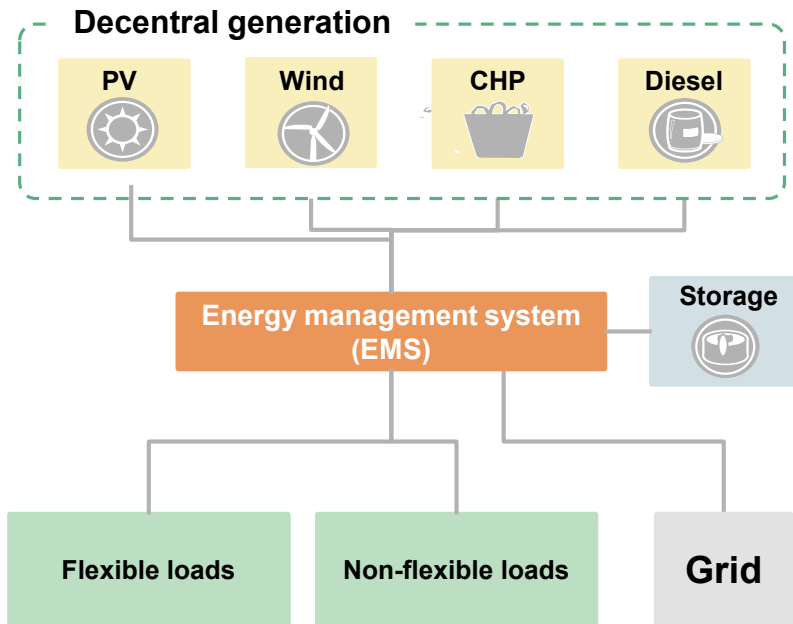 Decentral generation
PV
Wind
CHP
Diesel
Energy management system
(EMS)
Storage
Flexible loads
Non-flexible loads
Grid